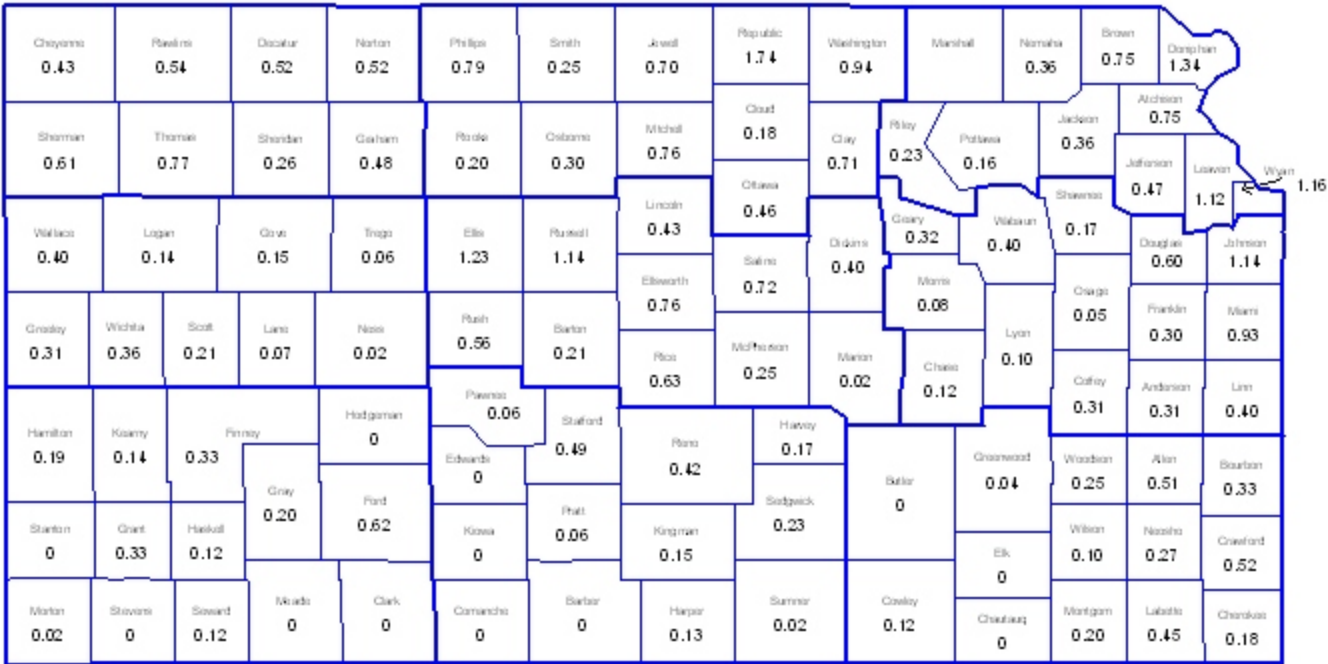 Cheyenne
0.43
Rawlins
0.54
Decatur
0.52
Norton
0.52
Phillips
0.79
Smith
0.25
Jewell
0.70
Republic
1.74
Washington
0.94
Marshall
Nemaha
0.36
Brown
0.75
Doniphan
1.34
Sherman
0.61
Thomas
0.77
Sheridan
0.26
Graham
0.48
Rooks
0.20
Osborne
0.30
Mitchell
0.76
Cloud
0.18
Clay
0.71
Riley
0.23
Pottawa
0.16
Jackson
0.36
Atchison
0.75
Jefferson
0.47
Leaven
1.12
Wyan
1.16
Ottawa
0.46
Wallace
0.40
Logan
0.14
Gove
0.15
Trego
0.06
Ellis
1.23
Russell
1.14
Lincoln
0.43
Saline
0.72
Dickins
0.40
Geary
0.32
Wabaun
0.40
Shawnee
0.17
Douglas
0.60
Johnson
1.14
Ellsworth
0.76
Morris
0.08
Osage
0.05
Franklin
0.30
Miami
0.93
Greeley
0.31
Wichita
0.36
Scott
0.21
Lane
0.07
Ness
0.02
Rush
0.56
Barton
0.21
Rice
0.63
McPherson
0.25
Marion
0.02
Chase
0.12
Lyon
0.10
Coffey
0.31
Anderson
0.31
Linn
0.40
Hamilton
0.19
Kearny
0.14
Finney
0.33
Hodgeman
0
Pawnee
0.06
Stafford
0.49
Reno
0.42
Harvey
0.17
Butler
0
Greenwood
0.04
Woodson
0.25
Allen
0.51
Bourbon
0.33
Gray
0.20
Ford
0.62
Edwards
0
Pratt
0.06
Sedgwick
0.23
Stanton
0
Grant
0.33
Haskell
0.12
Kiowa
0
Kingman
0.15
Elk
0
Wilson
0.10
Neosho
0.27
Crawford
0.52
Morton
0.02
Stevens
0
Seward
0.12
Meade
0
Clark
0
Comanche
0
Barber
0
Harper
0.13
Sumner
0.02
Cowley
0.12
Chautauq
0
Montgom
0.20
Labette
0.45
Cherokee
0.18